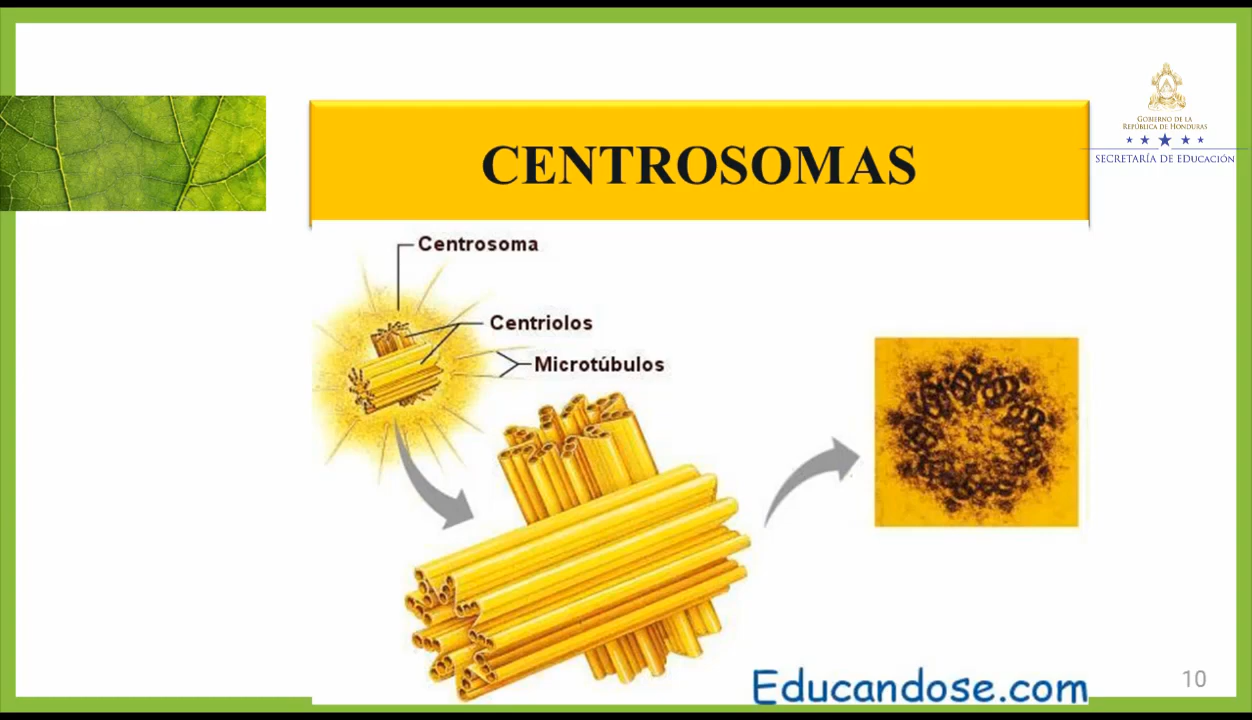 GOBIERNO DE LA
REPÚBLICA DE HONDURAS
SECRETARÍA DE EDUCACIÓN
CENTROSOMAS
Centrosoma
Centriolos
Microtúbulos
Educandose.com
10